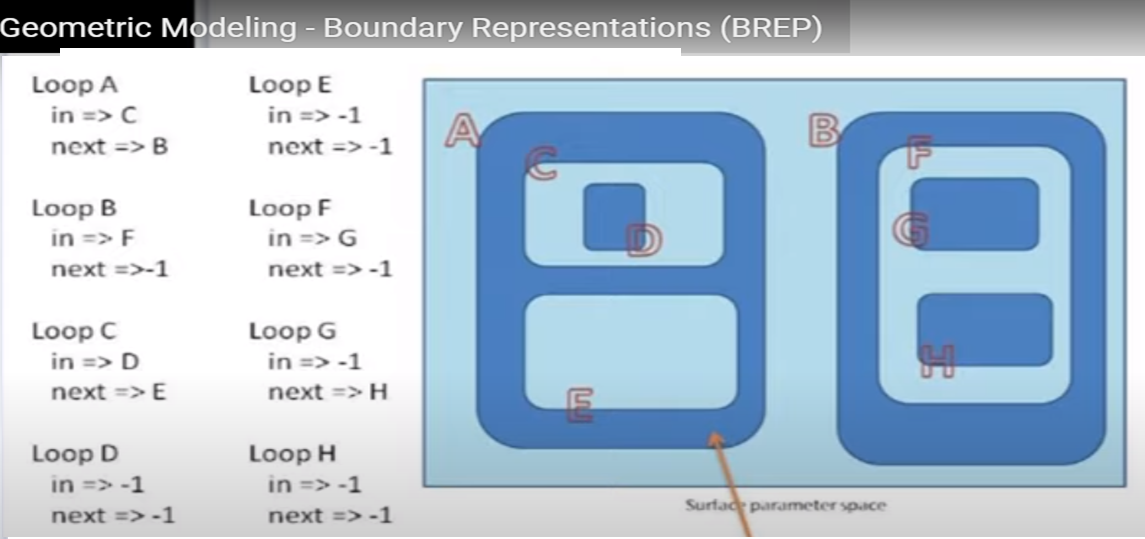 Geometric Modeling - Boundary Representations (BREP)
Loop A
in => C
next => B
Loop B
in => F
next =>-1
Loop C
in => D
next => E
Loop D
in => -1
next => -1
Loop E
in => -1
next => -1
Loop F
in => G
next => -1
Loop G
in => -1
next => H
Loop H
in => -1
next => -1
A
B
C
D
E
F
G
H
Surface parameter space